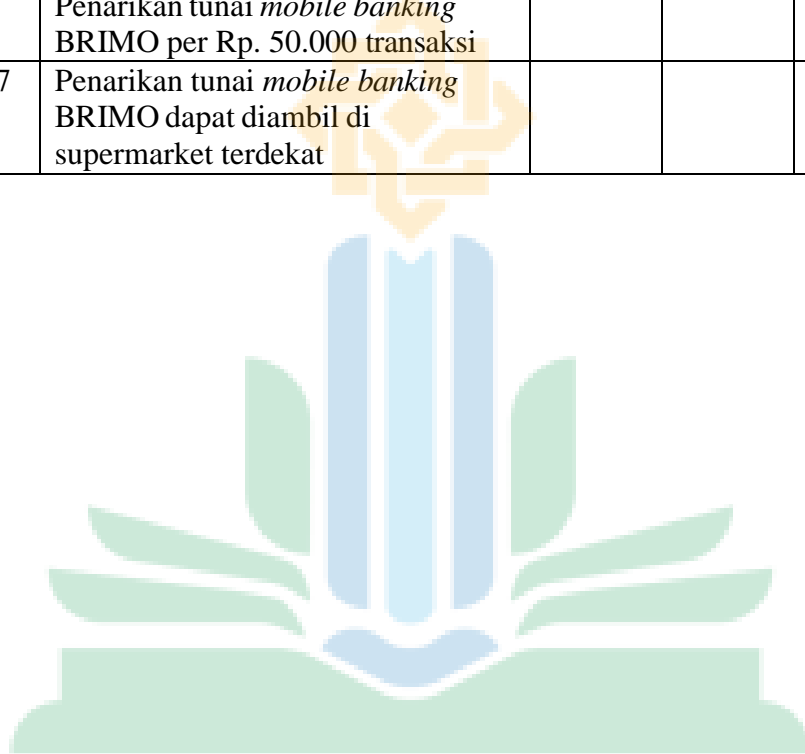 Penarikan tunai mobile banking
BRIMO per Rp. 50.000 transaksi
7 Penarikan tunai mobile banking
BRIMO dapat diambil di
supermarket terdekat